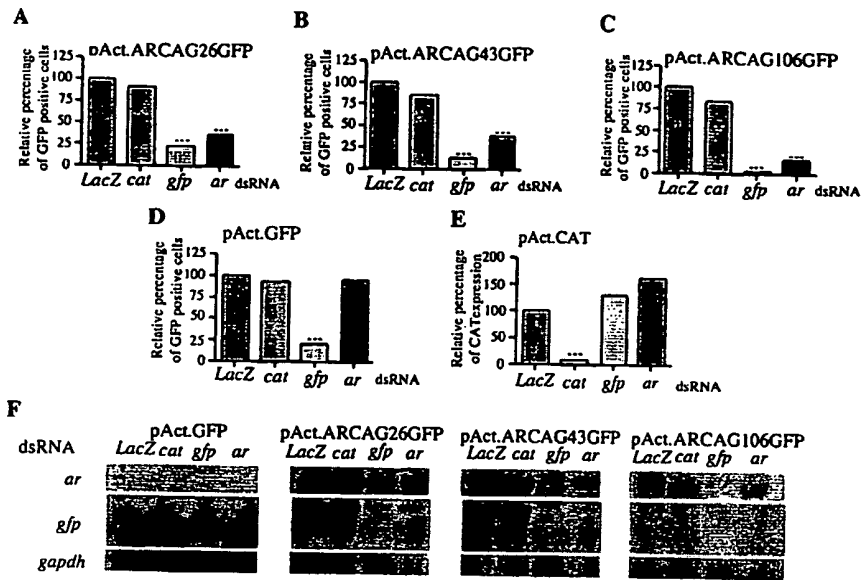 A
pAct.ARCAG26GFP
Relative percentage
of GFP positive cells
125
100
75
50
25
0
***
***
LacZ cat gfp ar dsRNA
B
pAct.ARCAG43GFP
Relative percentage
of GFP positive cells
125
100
75
50
25
0
***
***
LacZ cat gfp ar dsRNA
C
pAct.ARCAG106GFP
Relative percentage
of GFP positive cells
125
100
75
50
25
0
***
***
LacZ cat gfp ar dsRNA
D
pAct.GFP
Relative percentage
of GFP positive cells
125
100
75
50
25
0
***
LacZ cat gfp ar dsRNA
E
pAct.CAT
Relative percentage
of CATexpression
200
150
100
50
0
***
LacZ cat gfp ar dsRNA
F
pAct.GFP pAct.ARCAG26GFP pAct.ARCAG43GFP pAct.ARCAG106GFP
dsRNA LacZ cat gfp ar LacZ cat gfp ar LacZ cat gfp ar LacZ cat gfp ar
ar
gfp
gapdh